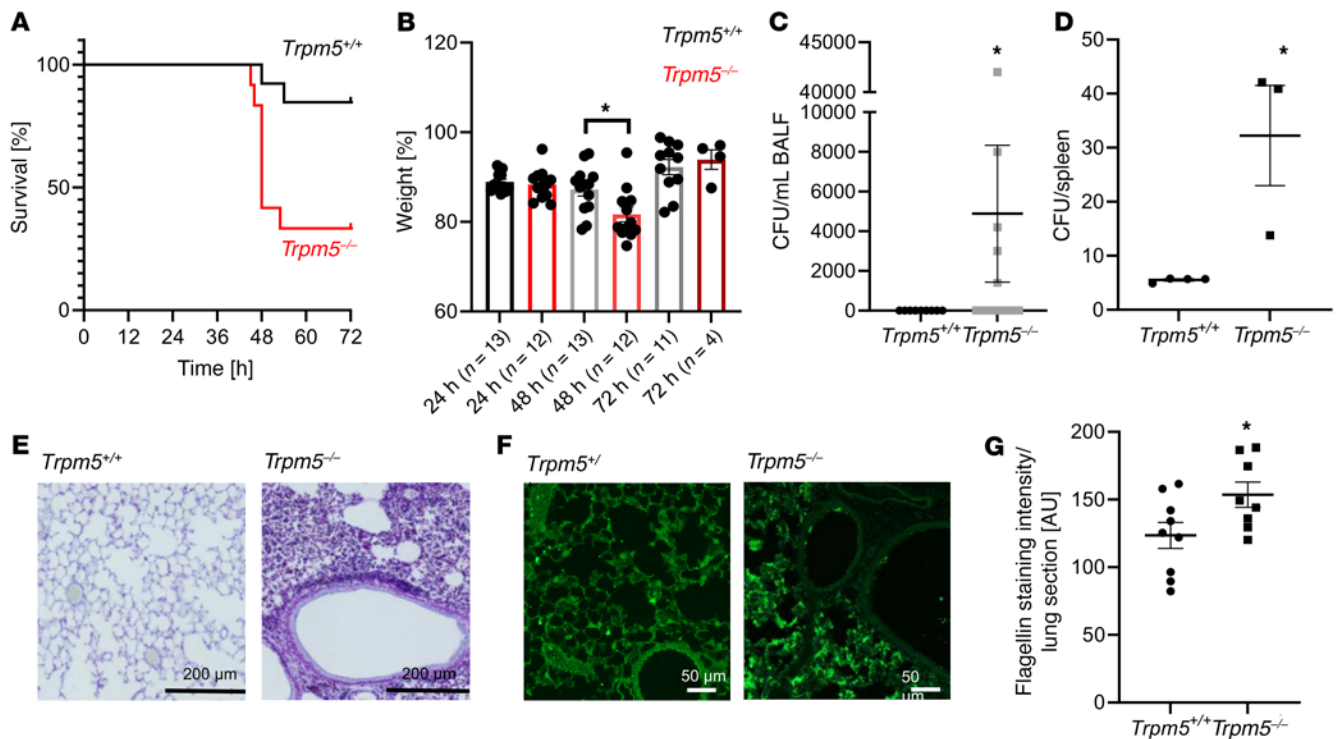 A
Trpm5+/+
Survival [%]
100
50
0
Trpm5–/–
0 12 24 36 48 60 72
Time [h]
B
Trpm5+/+
Trpm5–/–
Weight [%]
120
100
80
60
*
24 h (n = 13)
24 h (n = 12)
48 h (n = 13)
48 h (n = 12)
72 h (n = 11)
72 h (n = 4)
C
CFU/mL BALF
45000
40000
10000
8000
6000
4000
2000
0
*
Trpm5+/+ Trpm5–/–
D
CFU/spleen
50
40
30
20
10
0
*
Trpm5+/+ Trpm5–/–
E
Trpm5+/+ Trpm5–/–
200 µm
200 µm
F
Trpm5+/ Trpm5–/–
50 µm
50 µm
G
Flagellin staining intensity/
lung section [AU]
200
150
100
50
0
*
Trpm5+/+ Trpm5–/–